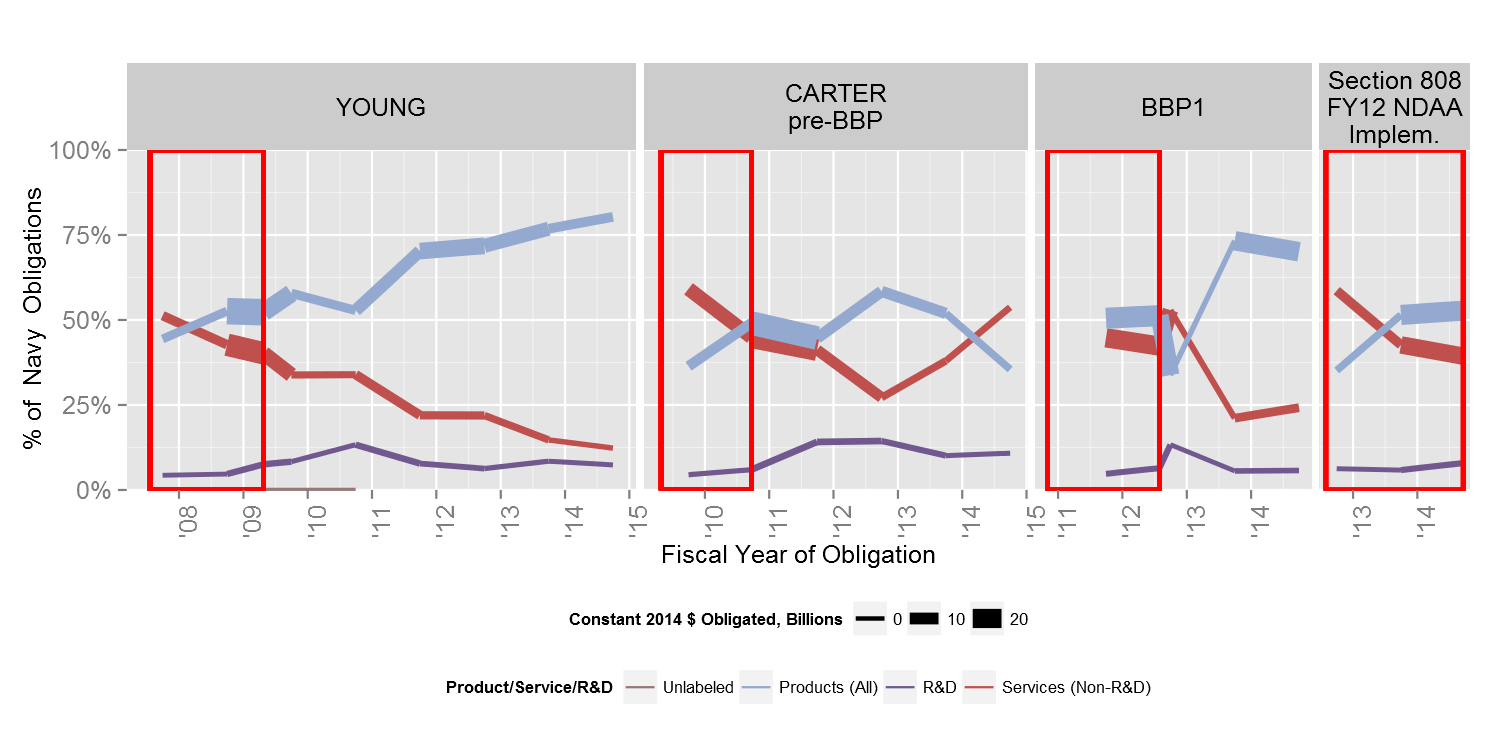 YOUNG
CARTER
pre-BBP
BBP1
Section 808
FY12 NDAA
Implem.
100%
75%
50%
25%
0%
% of Navy Obligations
'08 '09 '10 '11 '12 '13 '14 '15
'10 '11 '12 '13 '14 '15
'11 '12 '13 '14
'13 '14
Fiscal Year of Obligation
Constant 2014 $ Obligated, Billions 0 10 20
Product/Service/R&D Unlabeled Products (All) R&D Services (Non-R&D)